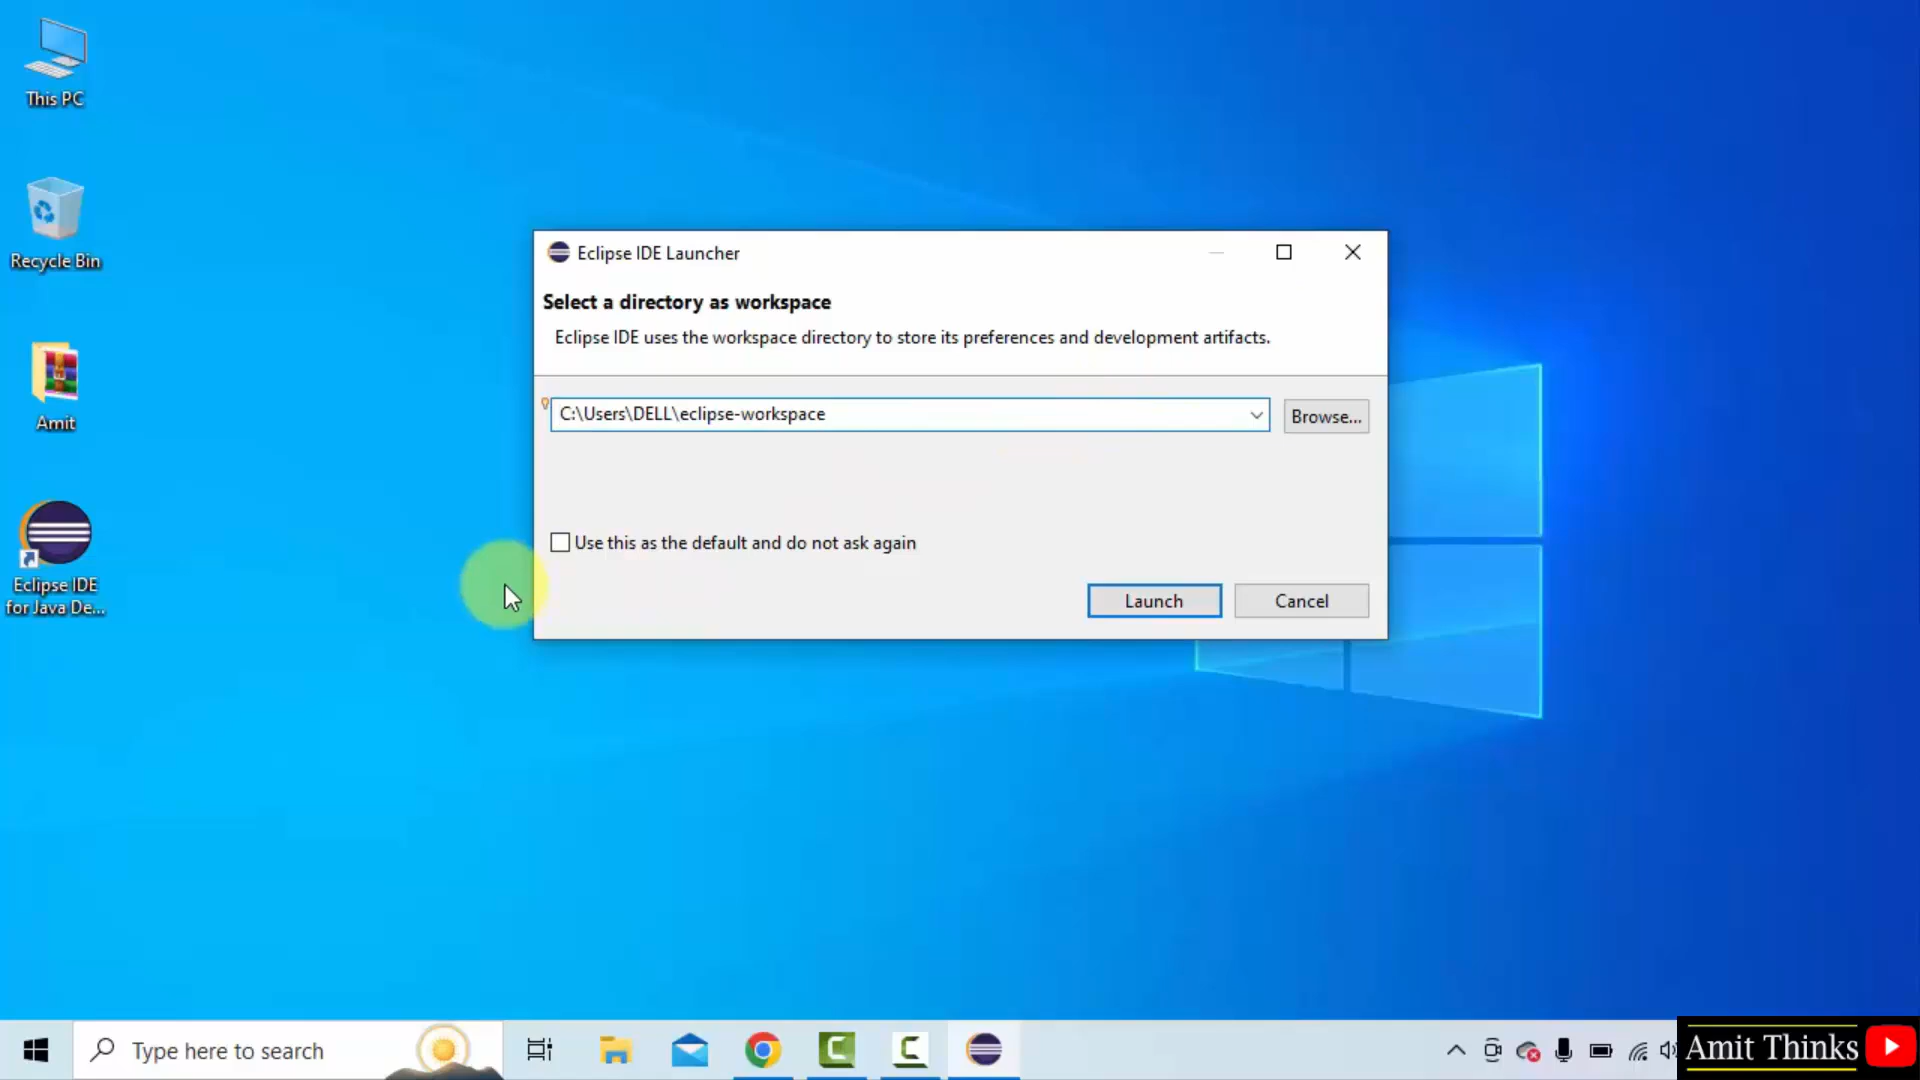 This PC
Recycle Bin
Amit
Eclipse IDE
for Java De...
Eclipse IDE Launcher
Select a directory as workspace
Eclipse IDE uses the workspace directory to store its preferences and development artifacts.
C:\Users\DELL\eclipse-workspace
Browse...
Use this as the default and do not ask again
Launch
Cancel
Type here to search
Amit Thinks